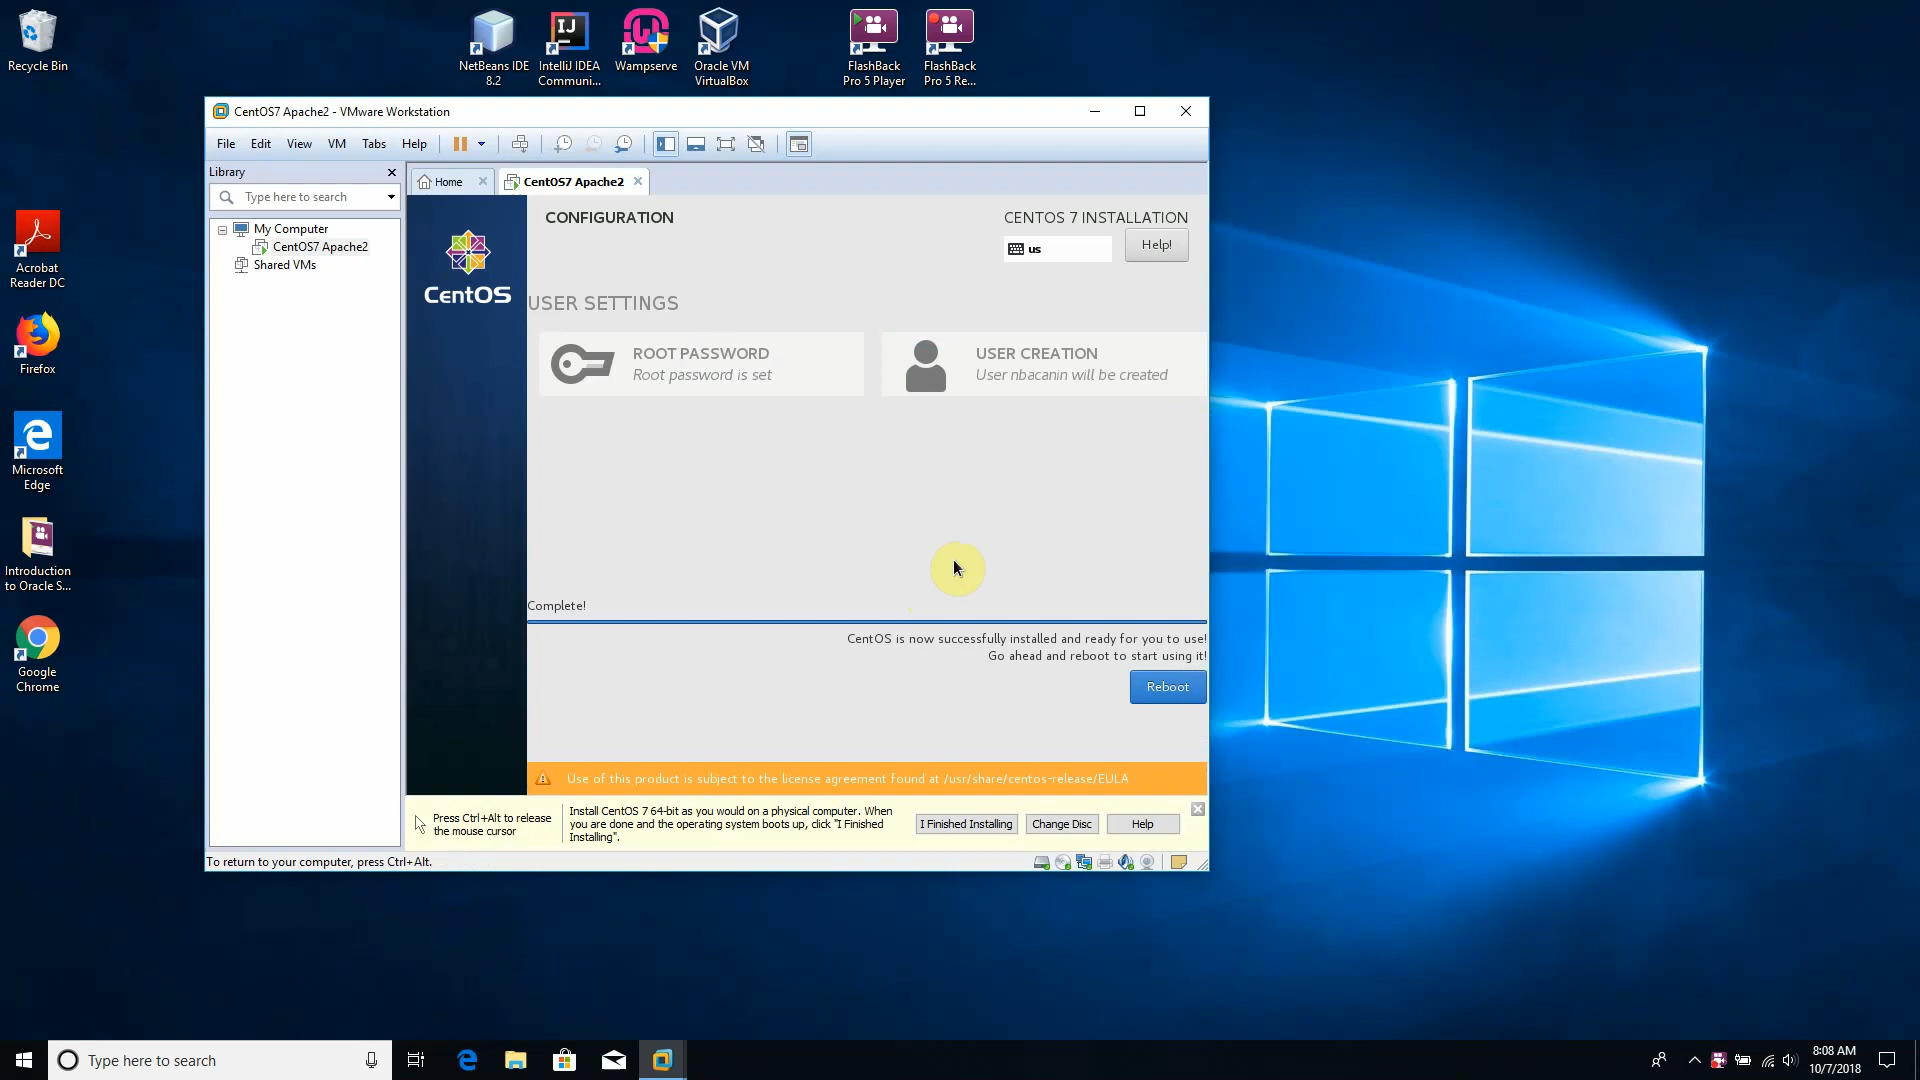 Recycle Bin
NetBeans IDE
8.2
IntelliJ IDEA
Communi...
Wampserve
Oracle VM
VirtualBox
FlashBack
Pro 5 Player
FlashBack
Pro 5 Re...
Acrobat
Reader DC
Firefox
Microsoft
Edge
Introduction
to Oracle S...
Google
Chrome
CentOS7 Apache2 - VMware Workstation
File Edit View VM Tabs Help
Library
Type here to search
My Computer
CentOS7 Apache2
Shared VMs
Home
CentOS7 Apache2
CentOS
CONFIGURATION
CENTOS 7 INSTALLATION
us
Help!
USER SETTINGS
ROOT PASSWORD
Root password is set
USER CREATION
User nbacanin will be created
Complete!
CentOS is now successfully installed and ready for you to use!
Go ahead and reboot to start using it!
Reboot
Use of this product is subject to the license agreement found at /usr/share/centos-release/EULA
Press Ctrl+Alt to release
the mouse cursor
Install CentOS 7 64-bit as you would on a physical computer. When
you are done and the operating system boots up, click "I Finished
Installing".
I Finished Installing
Change Disc
Help
To return to your computer, press Ctrl+Alt.
Type here to search
8:08 AM
10/7/2018